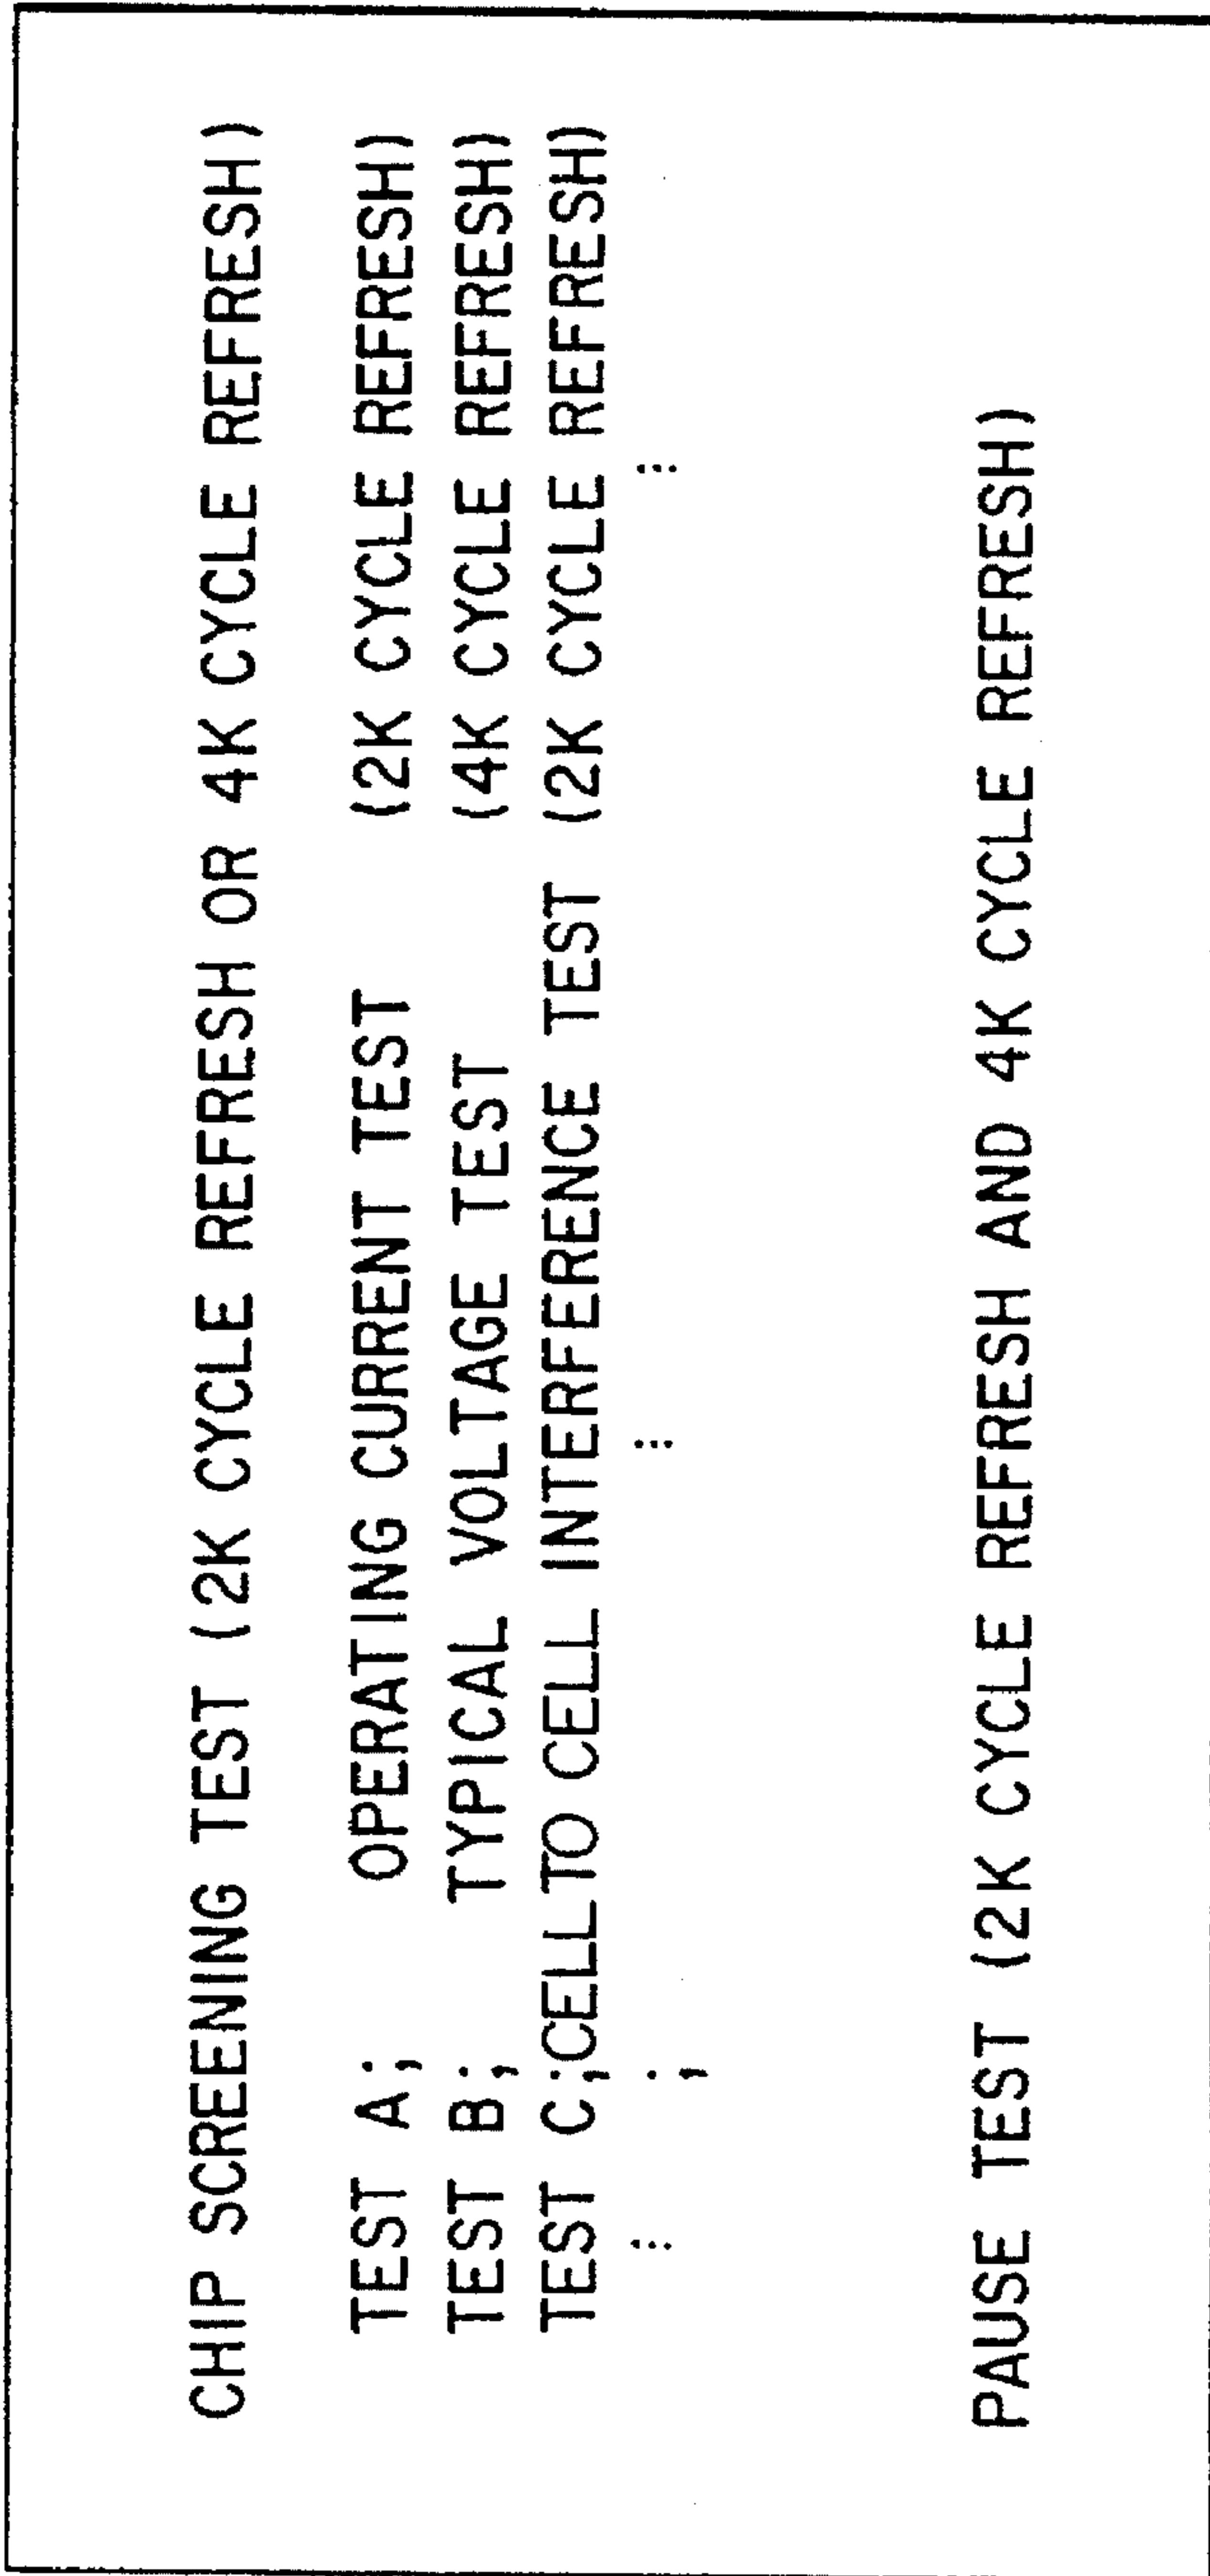 CHIP SCREENING TEST (2K CYCLE REFRESH OR 4K CYCLE REFRESH)
TEST A; OPERATING CURRENT TEST (2K CYCLE REFRESH)
TEST B; TYPICAL VOLTAGE TEST (4K CYCLE REFRESH)
TEST C; CELL TO CELL INTERFERENCE TEST (2K CYCLE REFRESH)
⋮ ; ⋮ ⋮
PAUSE TEST (2K CYCLE REFRESH AND 4K CYCLE REFRESH)